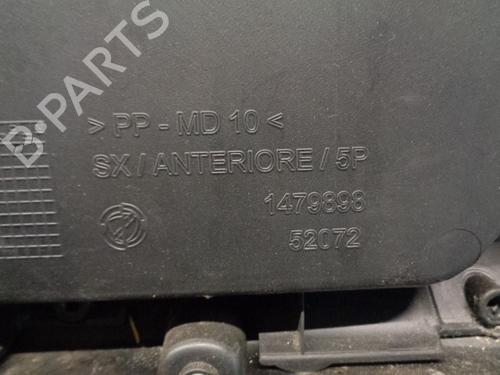 B-PARTS
> PP - MD 10 <
SX / ANTERIORE / 5P
1479898
52072